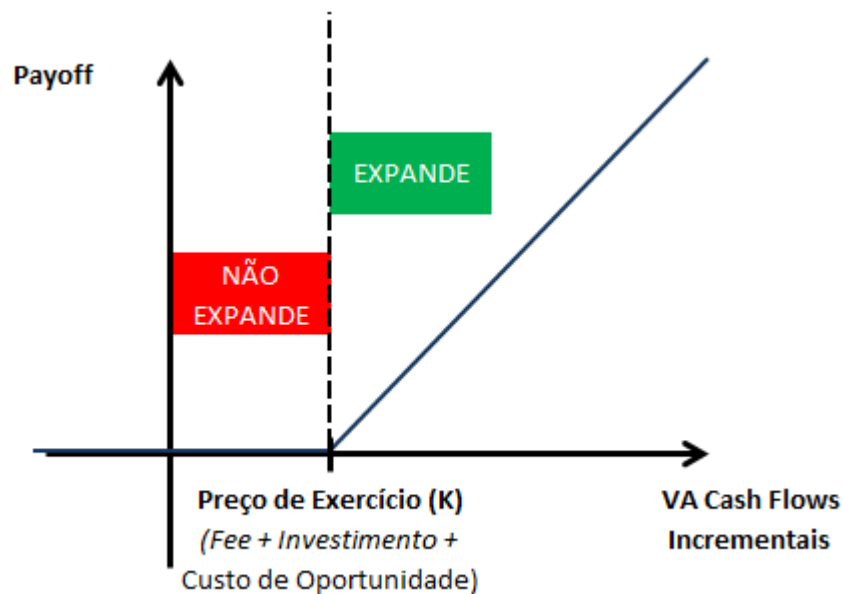 Payoff
EXPANDE
NÃO
EXPANDE
Preço de Exercício (K)
(Fee + Investimento +
Custo de Oportunidade)
VA Cash Flows
Incrementais